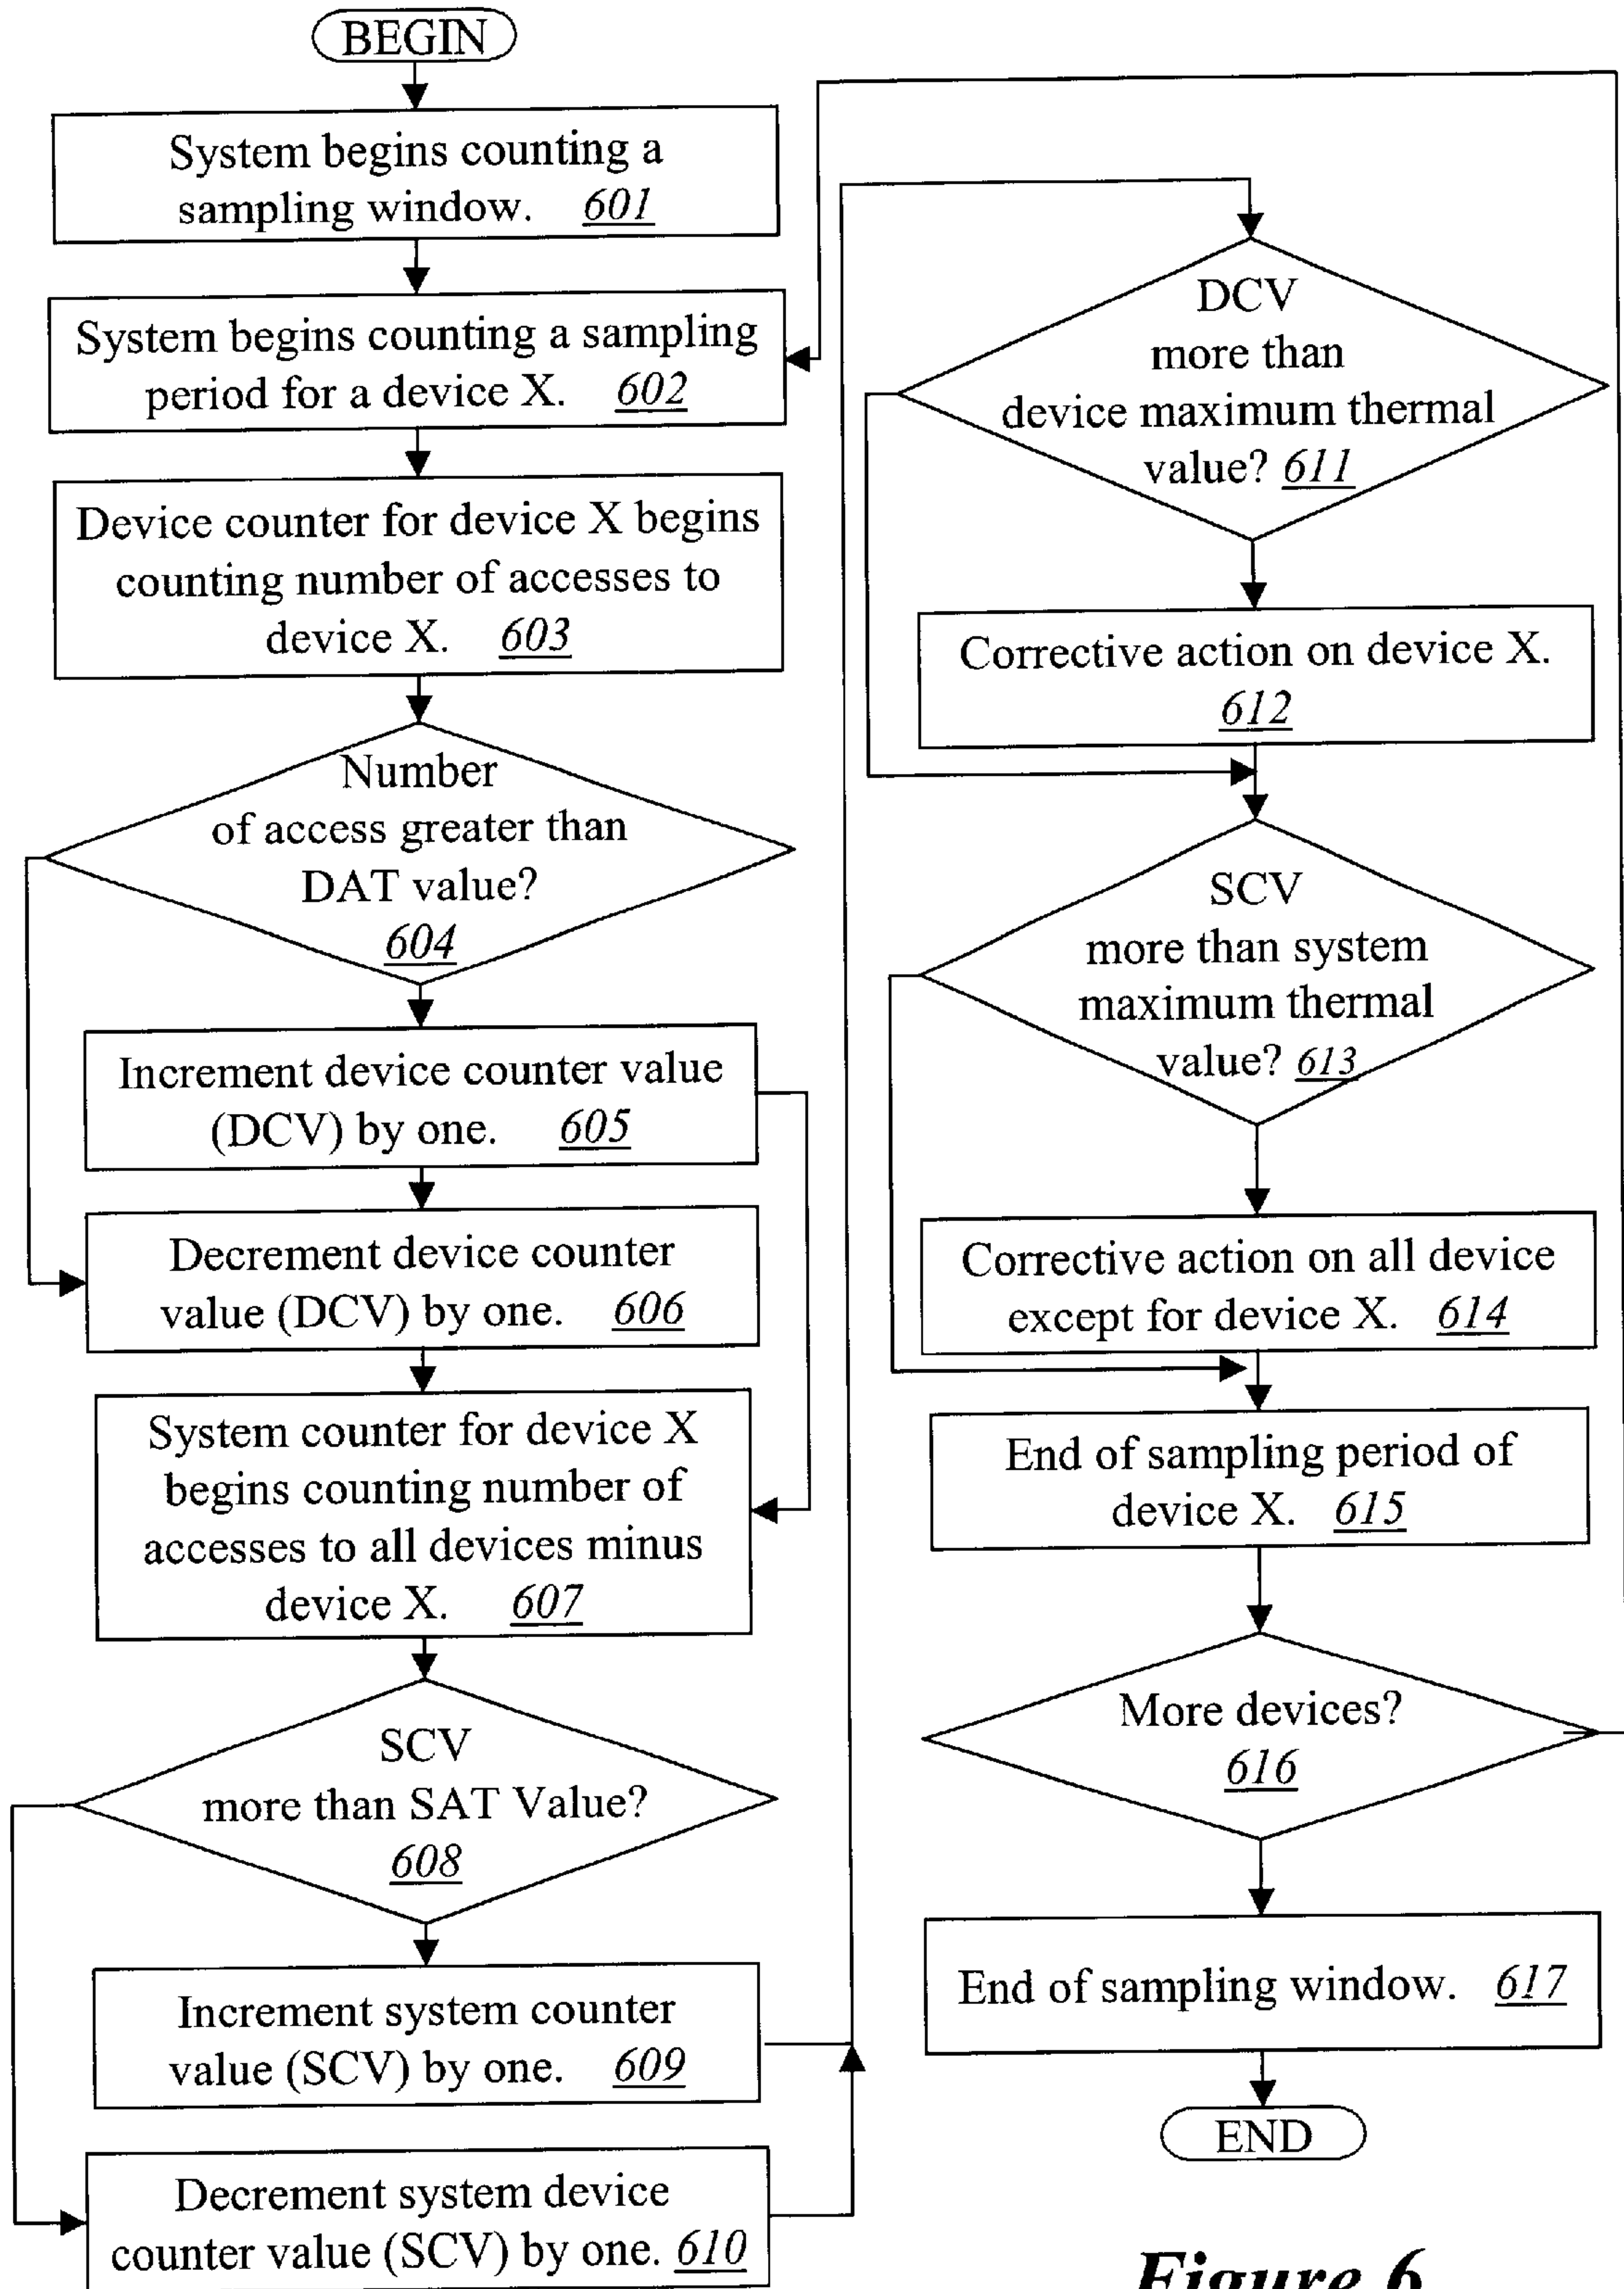 BEGIN
System begins counting a
sampling window. 601
System begins counting a sampling
period for a device X. 602
Device counter for device X begins
counting number of accesses to
device X. 603
Number
of access greater than
DAT value?
604
Increment device counter value
(DCV) by one. 605
Decrement device counter
value (DCV) by one. 606
System counter for device X
begins counting number of
accesses to all devices minus
device X. 607
SCV
more than SAT Value?
608
Increment system counter
value (SCV) by one. 609
Decrement system device
counter value (SCV) by one. 610
DCV
more than
device maximum thermal
value? 611
Corrective action on device X.
612
SCV
more than system
maximum thermal
value? 613
Corrective action on all device
except for device X. 614
End of sampling period of
device X. 615
More devices?
616
End of sampling window. 617
END
Figure 6